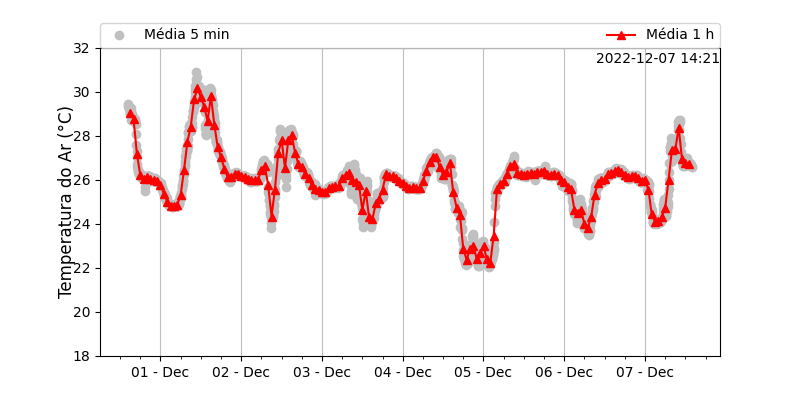 Média 5 min
Média 1 h
2022-12-07 14:21
Temperatura do Ar (°C)
32
30
28
26
24
22
20
18
01 - Dec
02 - Dec
03 - Dec
04 - Dec
05 - Dec
06 - Dec
07 - Dec